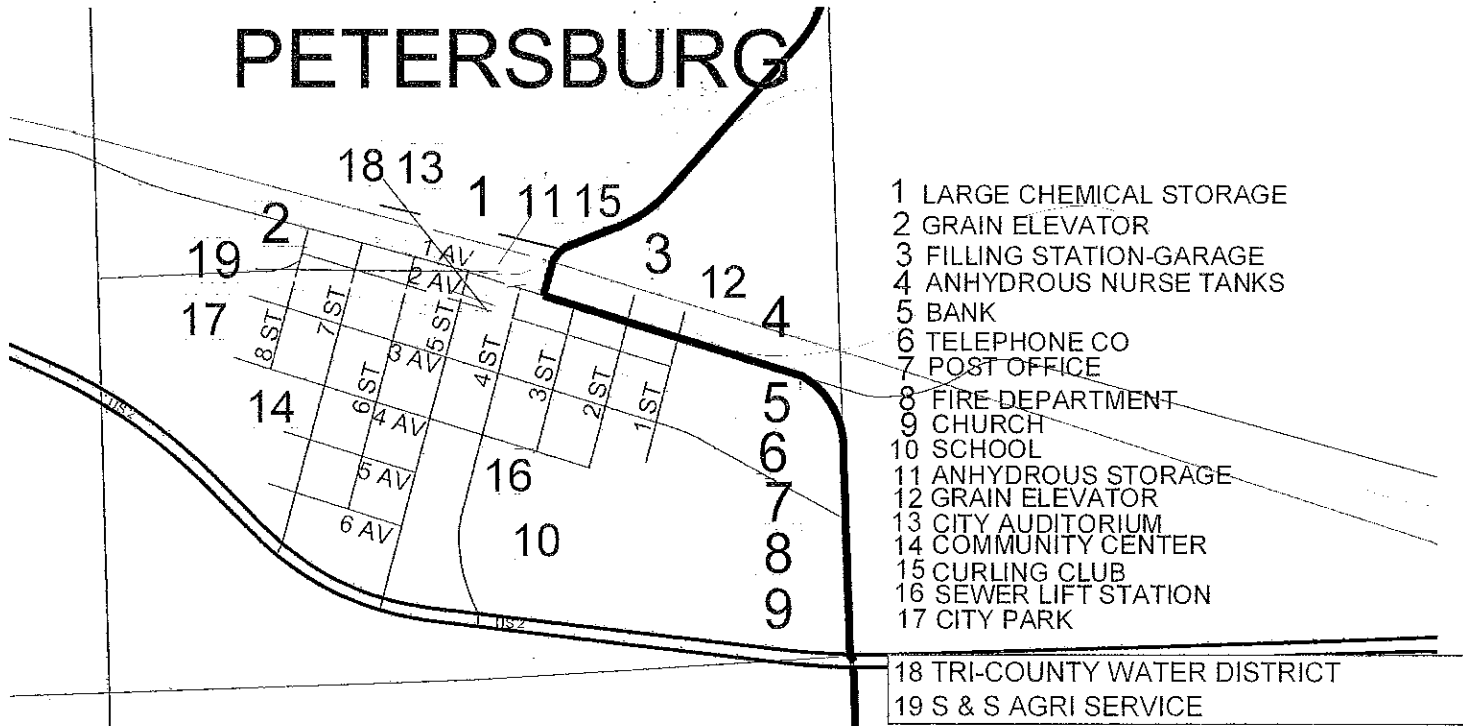 PETERSBURG
18 13
1
11 15
2
19
17
3
12
4
1 AV
2 AV
3 AV
4 AV
5 AV
6 AV
8 ST
7 ST
6 ST
5 ST
4 ST
3 ST
2 ST
1 ST
14
16
10
5
6
7
8
9
US 2
US 2
1 LARGE CHEMICAL STORAGE
2 GRAIN ELEVATOR
3 FILLING STATION-GARAGE
4 ANHYDROUS NURSE TANKS
5 BANK
6 TELEPHONE CO
7 POST OFFICE
8 FIRE DEPARTMENT
9 CHURCH
10 SCHOOL
11 ANHYDROUS STORAGE
12 GRAIN ELEVATOR
13 CITY AUDITORIUM
14 COMMUNITY CENTER
15 CURLING CLUB
16 SEWER LIFT STATION
17 CITY PARK
18 TRI-COUNTY WATER DISTRICT
19 S & S AGRI SERVICE